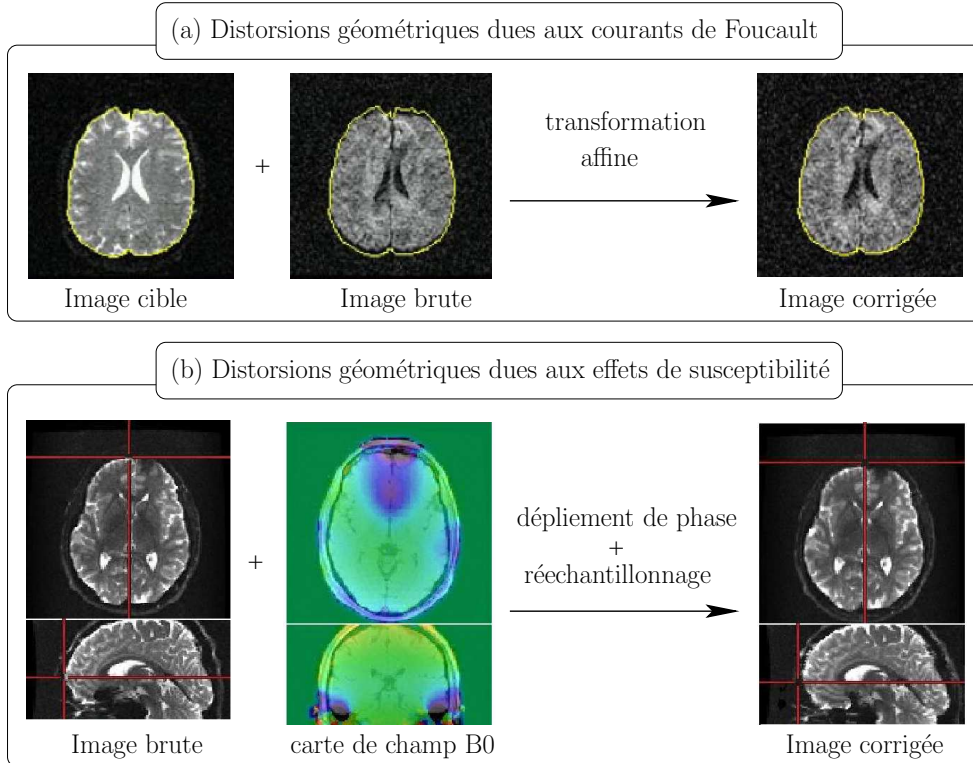 (a) Distorsions géométriques dues aux courants de Foucault
+
transformation
affine
Image cible
Image brute
Image corrigée
(b) Distorsions géométriques dues aux effets de susceptibilité
+
dépliement de phase
+
réechantillonnage
Image brute
carte de champ B0
Image corrigée